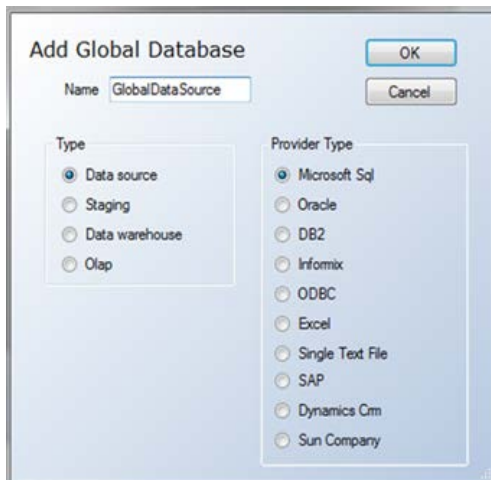 Add Global Database
OK
Name GlobalDataSource
Cancel
Type
Data source
Staging
Data warehouse
Olap
Provider Type
Microsoft Sql
Oracle
DB2
Informix
ODBC
Excel
Single Text File
SAP
Dynamics Crm
Sun Company